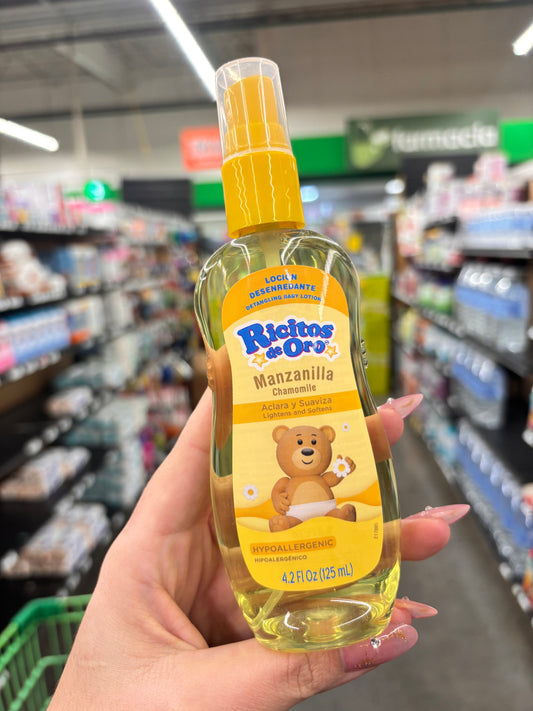 LOCIÓN
DESENREDANTE
DETANGLING BABY LOTION
Ricitos
de Oro
Manzanilla
Chamomile
Aclara y Suaviza
Lightens and Softens
HYPOALLERGENIC
HIPOALERGÉNICO
4.2 Fl Oz (125 mL)